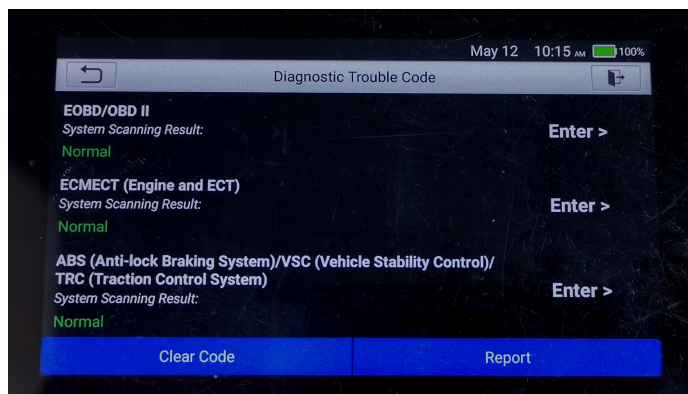 May 12 10:15 AM 100%
Diagnostic Trouble Code
EOBD/OBD II
System Scanning Result:
Enter >
Normal
ECMECT (Engine and ECT)
System Scanning Result:
Enter >
Normal
ABS (Anti-lock Braking System)/VSC (Vehicle Stability Control)/
TRC (Traction Control System)
System Scanning Result:
Enter >
Normal
Clear Code Report